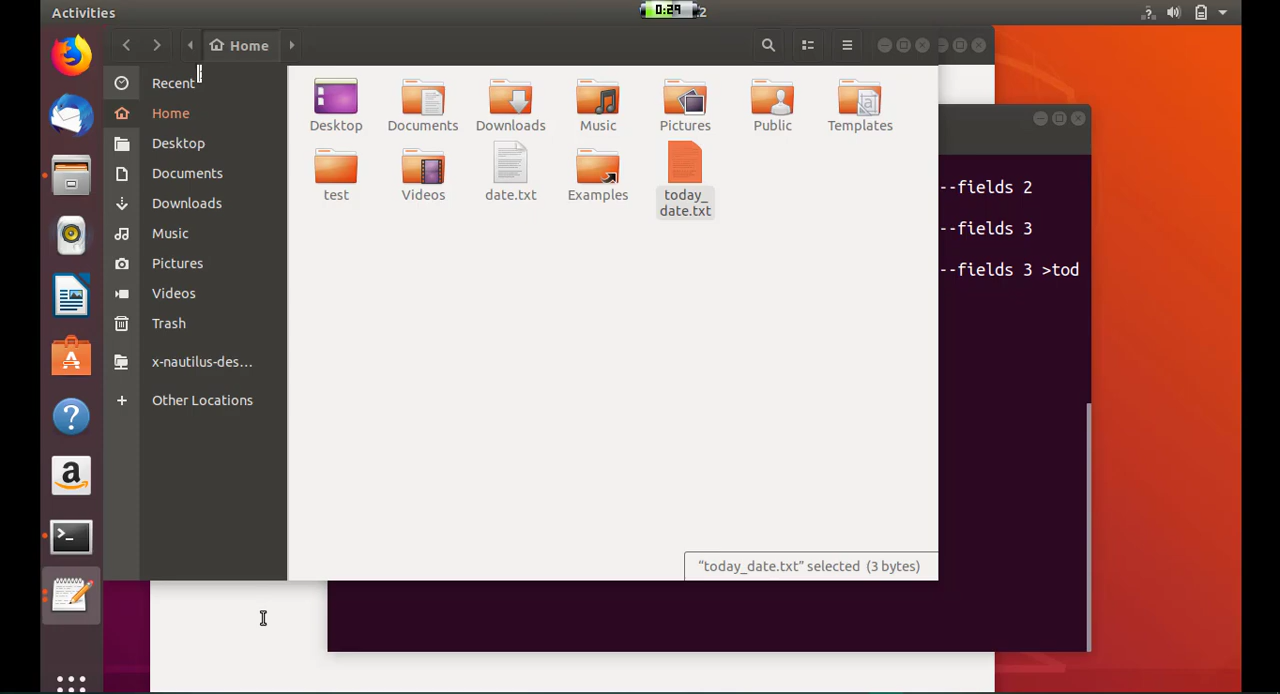 Activities
0:29
2
Home
Recent
Home
Desktop
Documents
Downloads
Music
Pictures
Videos
Trash
x-nautilus-des...
Other Locations
Desktop
Documents
Downloads
Music
Pictures
Public
Templates
test
Videos
date.txt
Examples
today_
date.txt
--fields 2
--fields 3
--fields 3 >tod
"today_date.txt" selected (3 bytes)